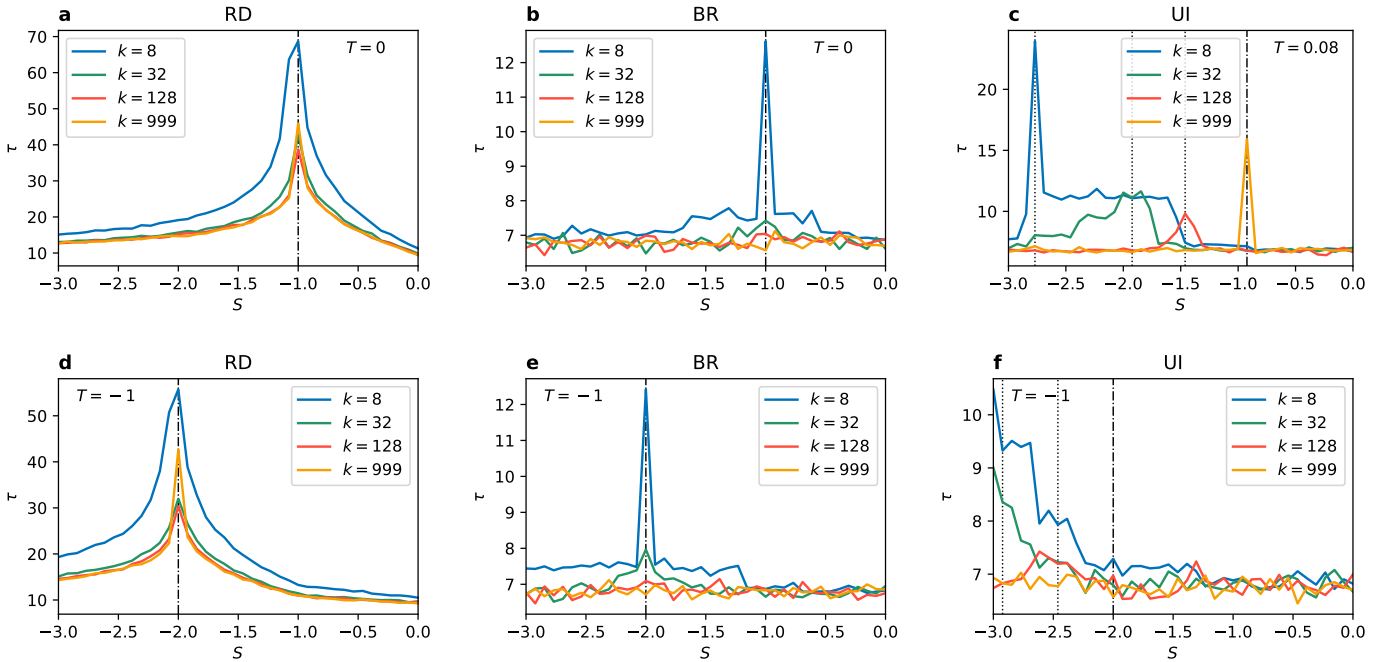 a RD
T = 0
k = 8
k = 32
k = 128
k = 999
τ
70
60
50
40
30
20
10
−3.0 −2.5 −2.0 −1.5 −1.0 −0.5 0.0
S
b BR
T = 0
k = 8
k = 32
k = 128
k = 999
τ
12
11
10
9
8
7
−3.0 −2.5 −2.0 −1.5 −1.0 −0.5 0.0
S
c UI
T = 0.08
k = 8
k = 32
k = 128
k = 999
τ
20
15
10
−3.0 −2.5 −2.0 −1.5 −1.0 −0.5 0.0
S
d RD
T = −1
k = 8
k = 32
k = 128
k = 999
τ
50
40
30
20
10
−3.0 −2.5 −2.0 −1.5 −1.0 −0.5 0.0
S
e BR
T = −1
k = 8
k = 32
k = 128
k = 999
τ
12
11
10
9
8
7
−3.0 −2.5 −2.0 −1.5 −1.0 −0.5 0.0
S
f UI
T = −1
k = 8
k = 32
k = 128
k = 999
τ
10
9
8
7
−3.0 −2.5 −2.0 −1.5 −1.0 −0.5 0.0
S